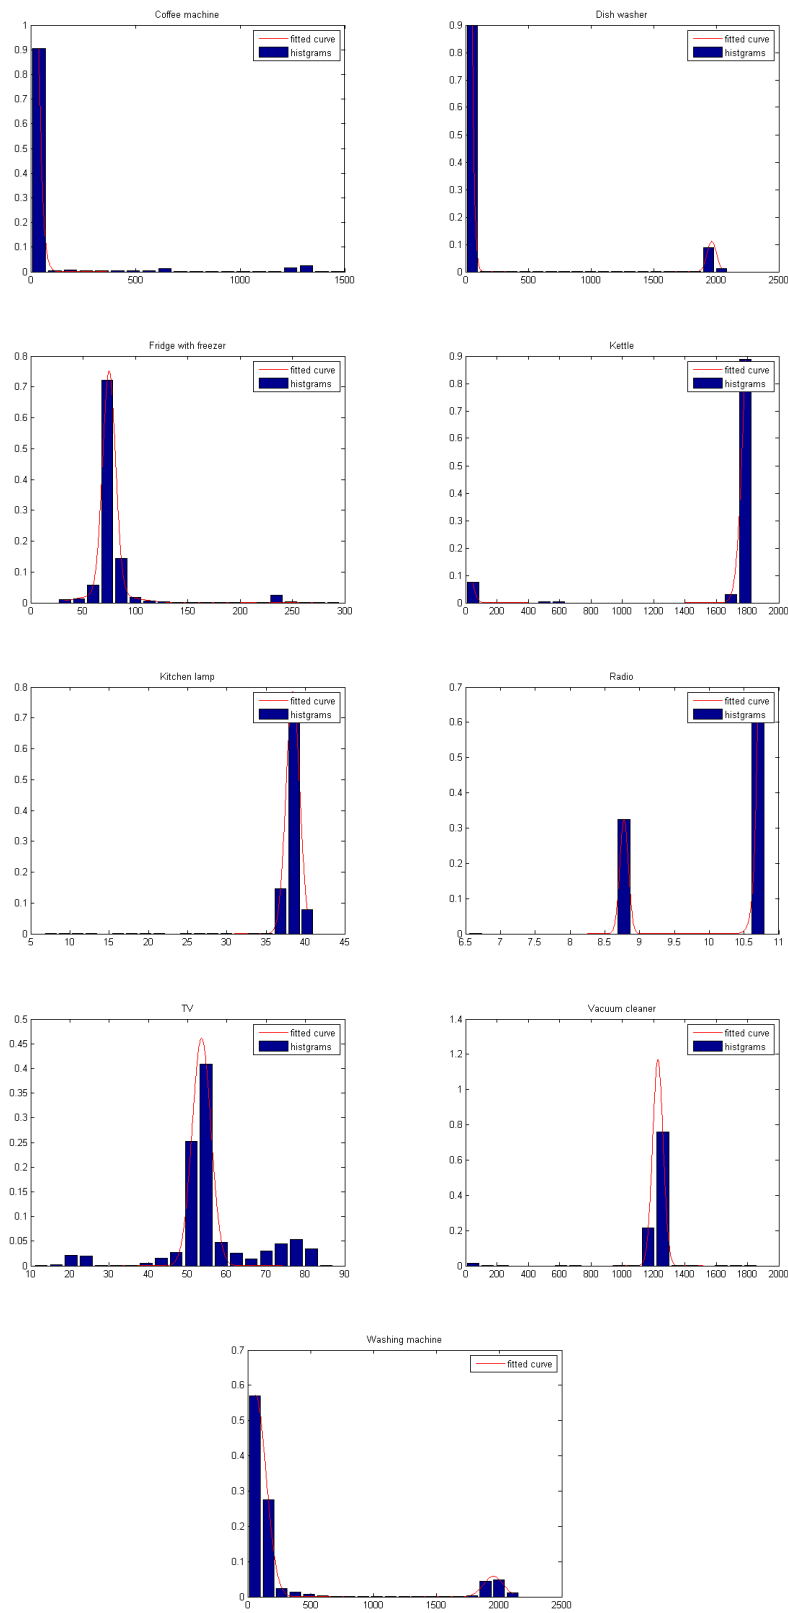 Coffee machine
fitted curve
histgrams
1
0.9
0.8
0.7
0.6
0.5
0.4
0.3
0.2
0.1
0
0 500 1000 1500
Dish washer
fitted curve
histgrams
0.9
0.8
0.7
0.6
0.5
0.4
0.3
0.2
0.1
0
0 500 1000 1500 2000 2500
Fridge with freezer
fitted curve
histgrams
0.8
0.7
0.6
0.5
0.4
0.3
0.2
0.1
0
0 50 100 150 200 250 300
Kettle
fitted curve
histgrams
0.9
0.8
0.7
0.6
0.5
0.4
0.3
0.2
0.1
0
0 200 400 600 800 1000 1200 1400 1600 1800 2000
Kitchen lamp
fitted curve
histgrams
0.8
0.7
0.6
0.5
0.4
0.3
0.2
0.1
0
5 10 15 20 25 30 35 40 45
Radio
fitted curve
histgrams
0.7
0.6
0.5
0.4
0.3
0.2
0.1
0
6.5 7 7.5 8 8.5 9 9.5 10 10.5 11
TV
fitted curve
histgrams
0.5
0.45
0.4
0.35
0.3
0.25
0.2
0.15
0.1
0.05
0
10 20 30 40 50 60 70 80 90
Vacuum cleaner
fitted curve
histgrams
1.4
1.2
1
0.8
0.6
0.4
0.2
0
0 200 400 600 800 1000 1200 1400 1600 1800 2000
Washing machine
fitted curve
0.7
0.6
0.5
0.4
0.3
0.2
0.1
0
0 500 1000 1500 2000 2500